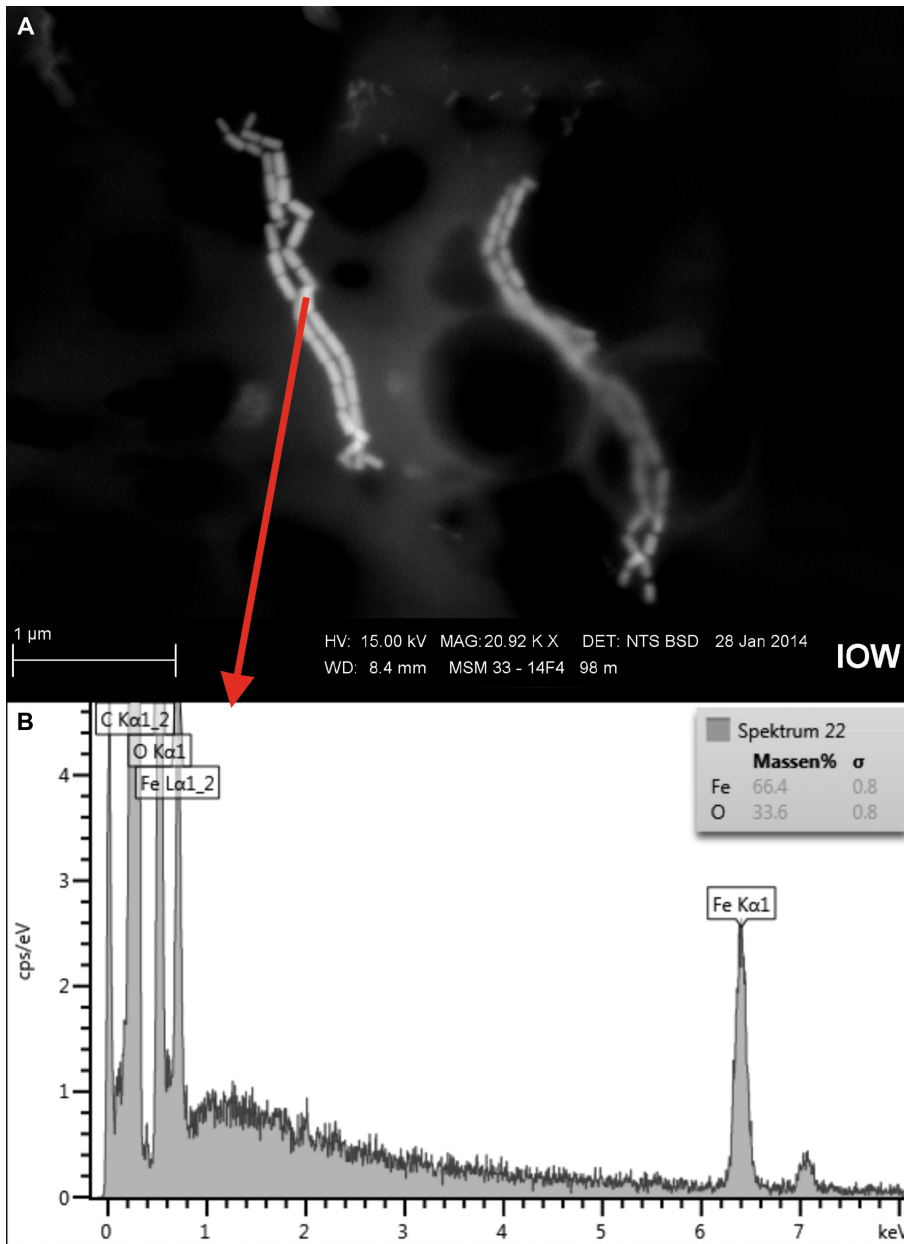 A
1 µm
HV: 15.00 kV MAG: 20.92 K X DET: NTS BSD 28 Jan 2014
WD: 8.4 mm MSM 33 - 14F4 98 m
IOW
B
C Kα1_2
O Kα1
Fe Lα1_2
Spektrum 22
Massen% σ
Fe 66.4 0.8
O 33.6 0.8
Fe Kα1
cps/eV
4
3
2
1
0
0 1 2 3 4 5 6 7 keV